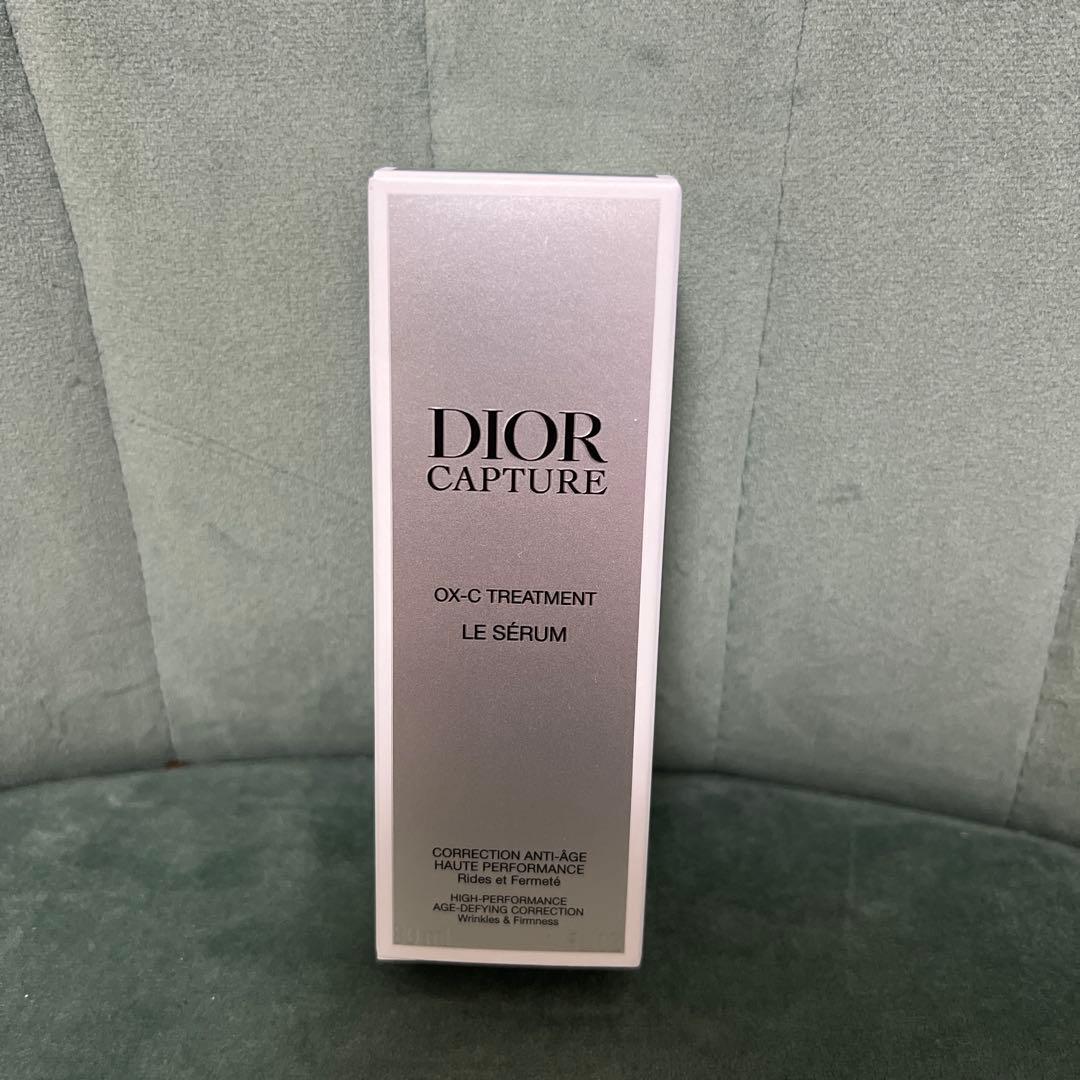 DIOR
CAPTURE
OX-C TREATMENT
LE SÉRUM
CORRECTION ANTI-ÂGE
HAUTE PERFORMANCE
Rides et Fermeté
HIGH-PERFORMANCE
AGE-DEFYING CORRECTION
Wrinkles & Firmness